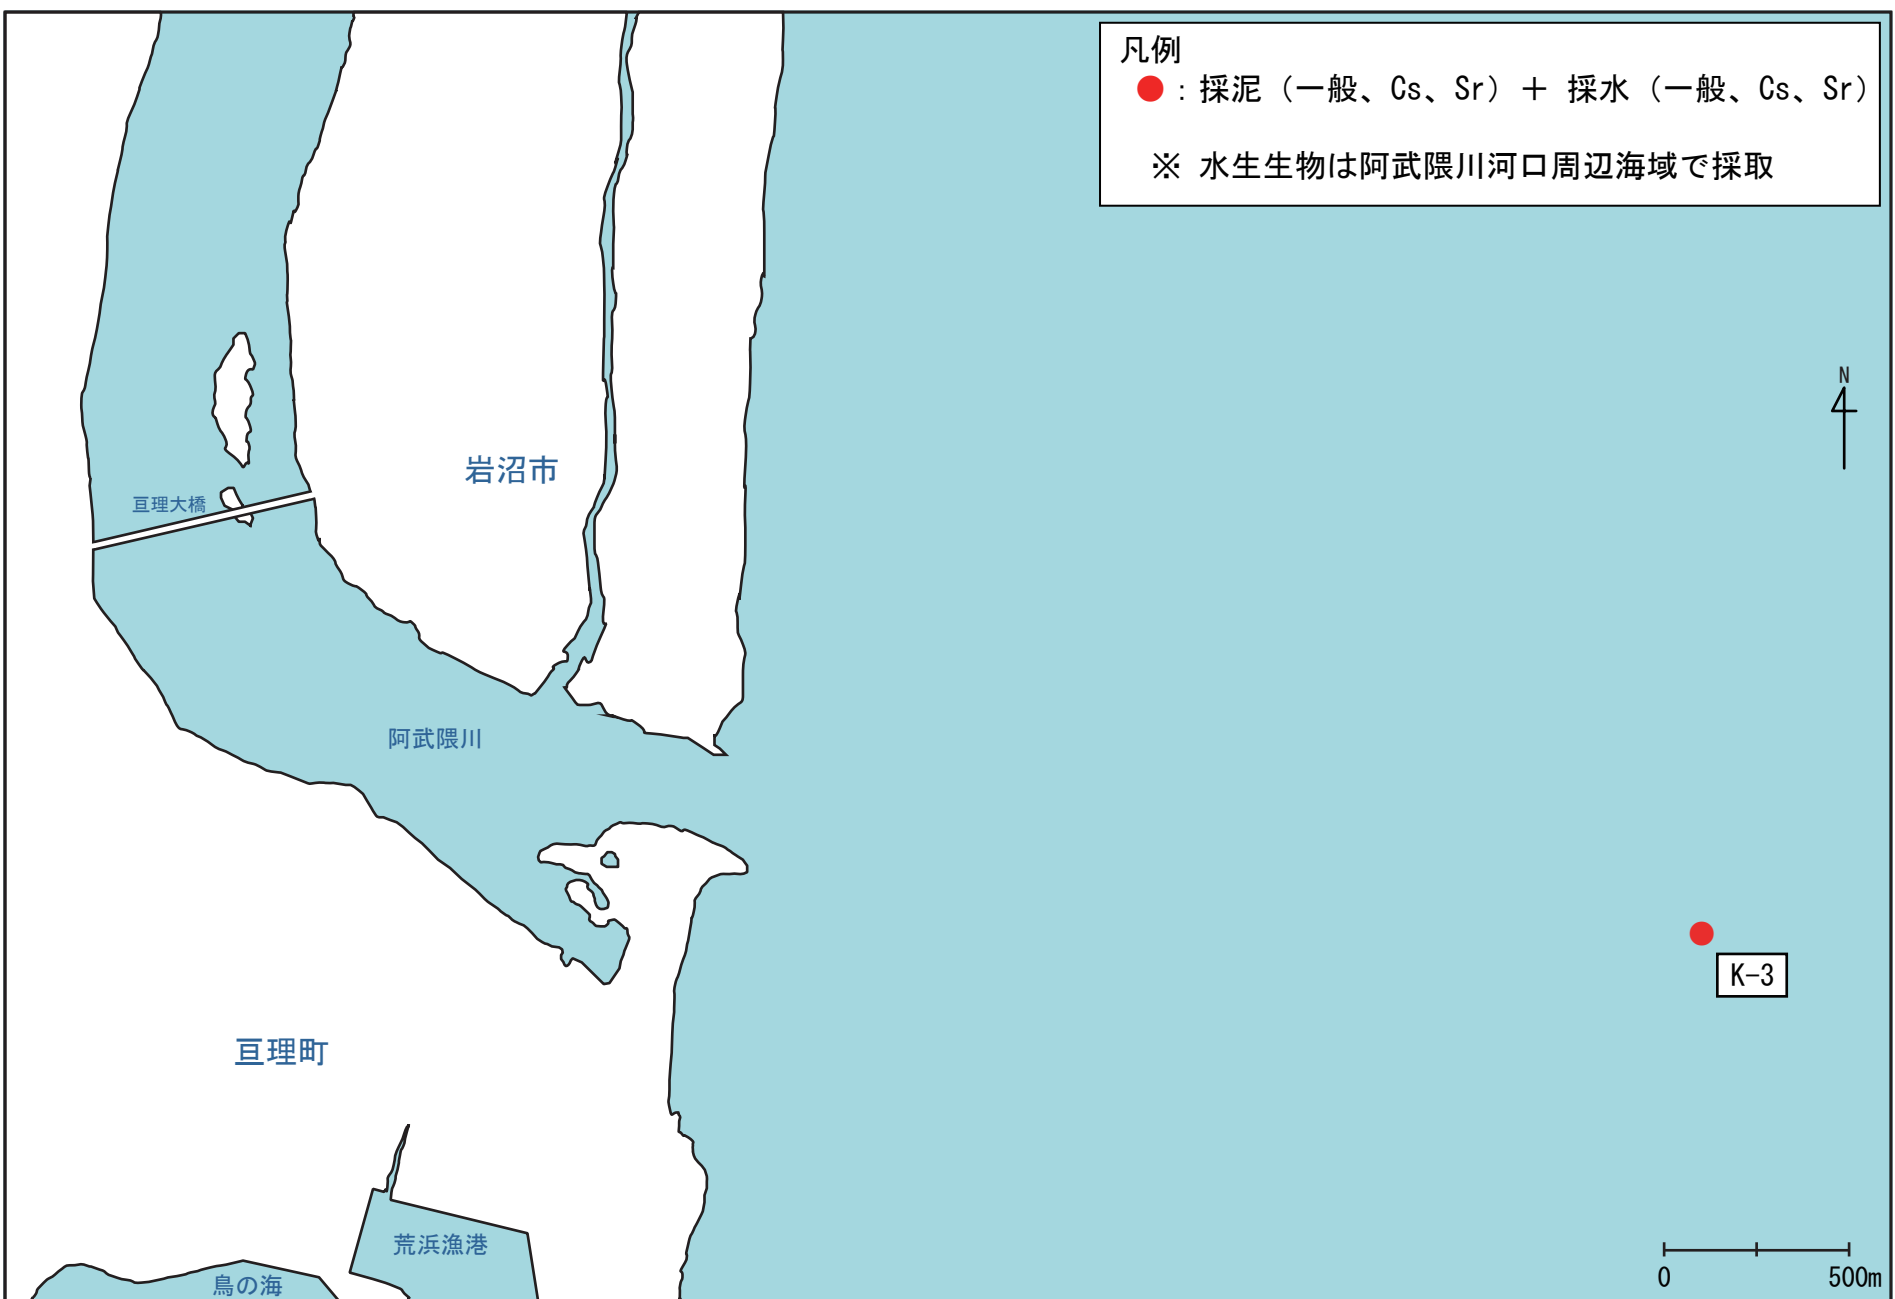 凡例
●：採泥（一般、Cs、Sr）＋ 採水（一般、Cs、Sr）
※ 水生生物は阿武隈川河口周辺海域で採取
N
岩沼市
亘理大橋
阿武隈川
K-3
亘理町
荒浜漁港
鳥の海
0 500m